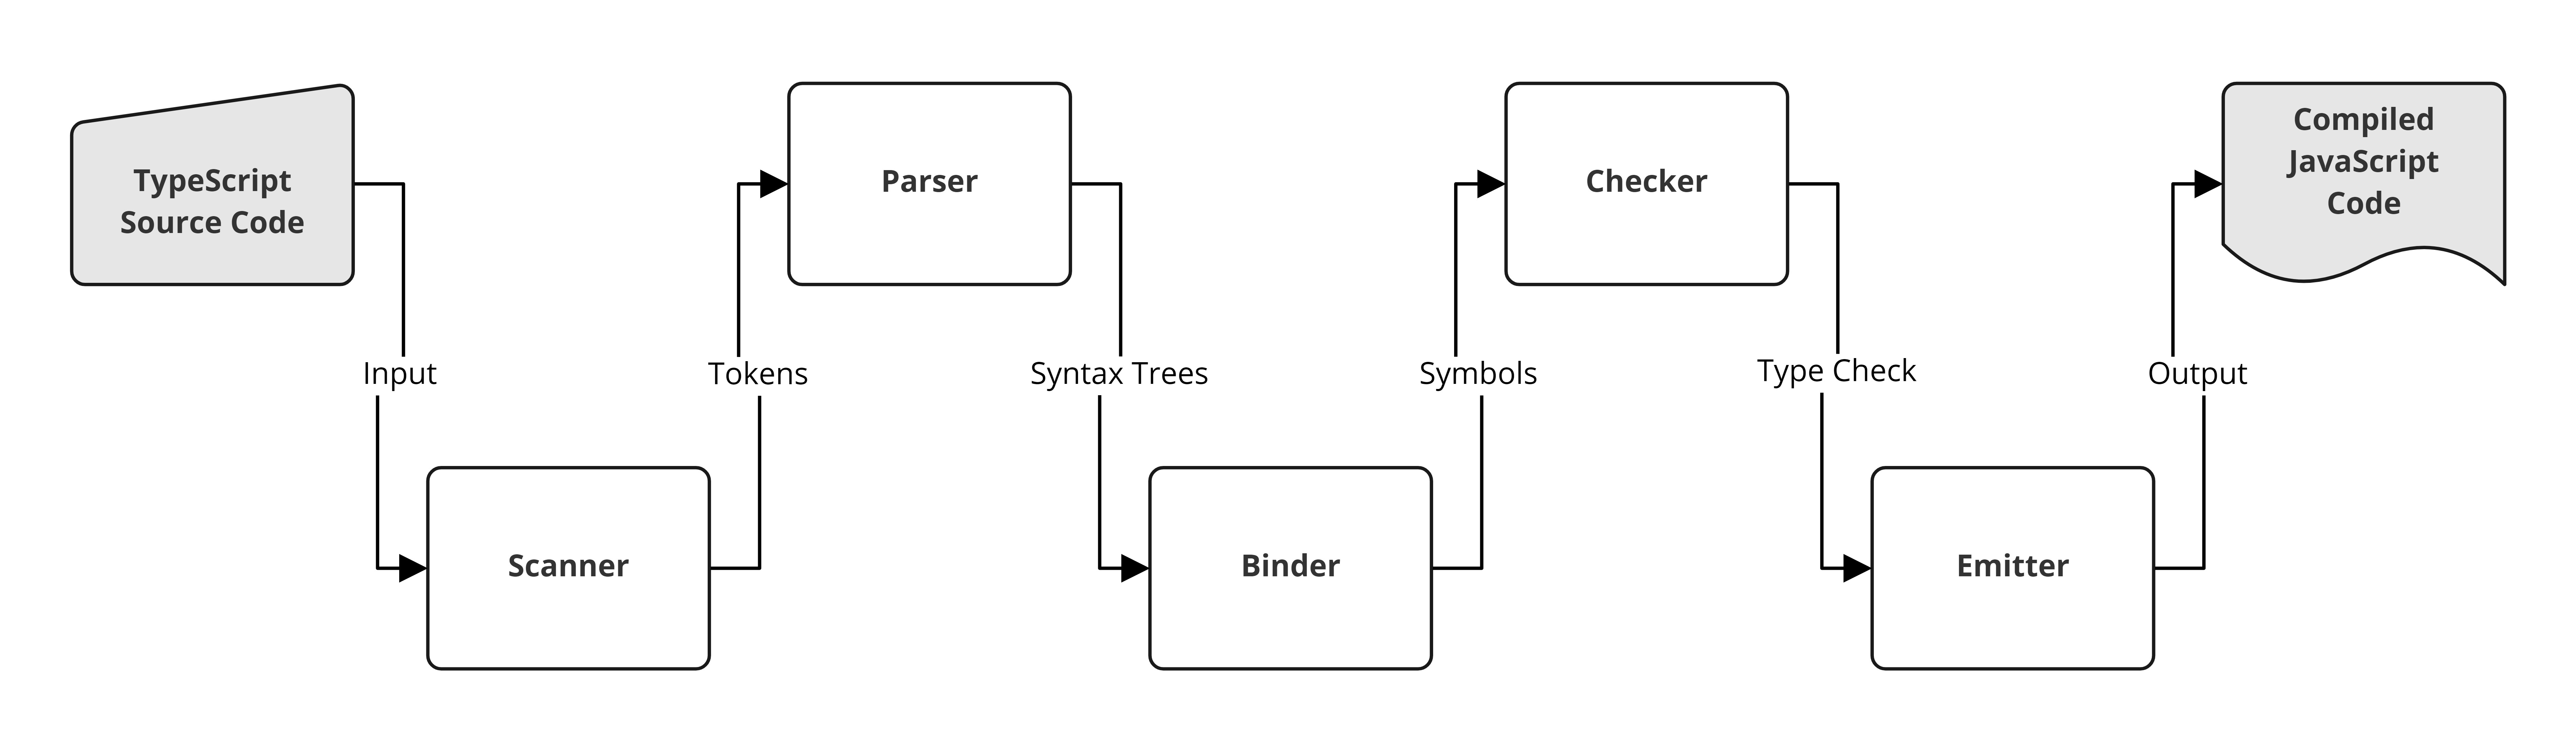 TypeScript
Source Code
Input
Scanner
Tokens
Parser
Syntax Trees
Binder
Symbols
Checker
Type Check
Emitter
Output
Compiled
JavaScript
Code